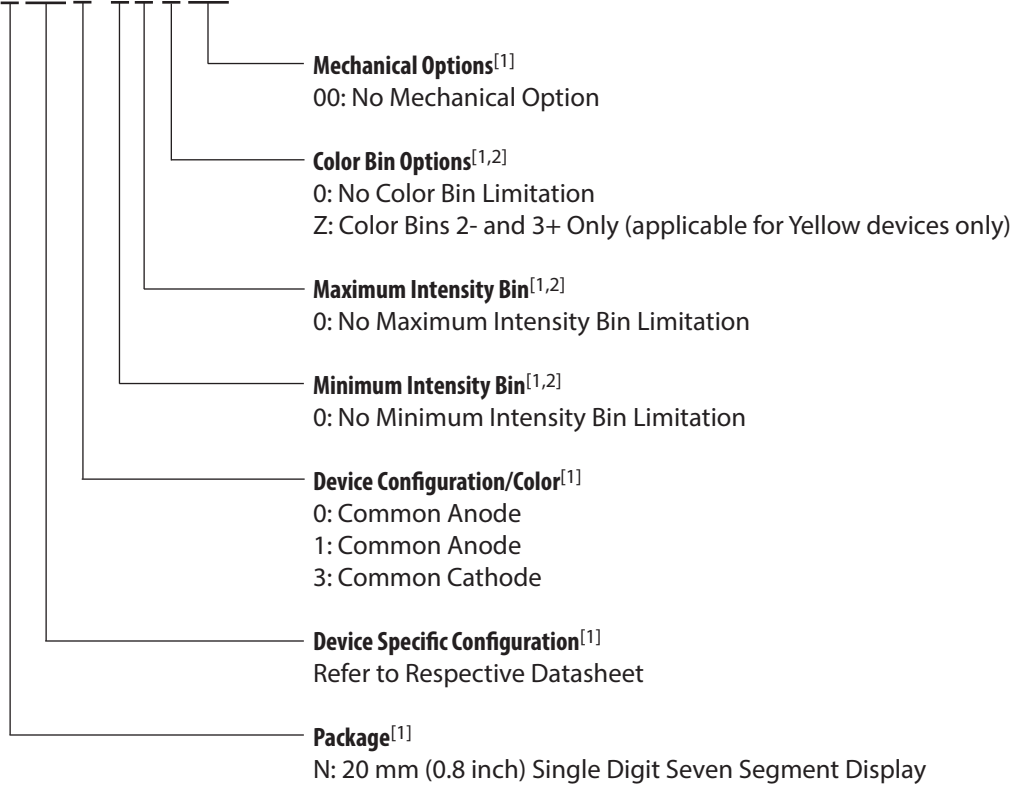 Mechanical Options[1]
00: No Mechanical Option
Color Bin Options[1,2]
0: No Color Bin Limitation
Z: Color Bins 2- and 3+ Only (applicable for Yellow devices only)
Maximum Intensity Bin[1,2]
0: No Maximum Intensity Bin Limitation
Minimum Intensity Bin[1,2]
0: No Minimum Intensity Bin Limitation
Device Configuration/Color[1]
0: Common Anode
1: Common Anode
3: Common Cathode
Device Specific Configuration[1]
Refer to Respective Datasheet
Package[1]
N: 20 mm (0.8 inch) Single Digit Seven Segment Display